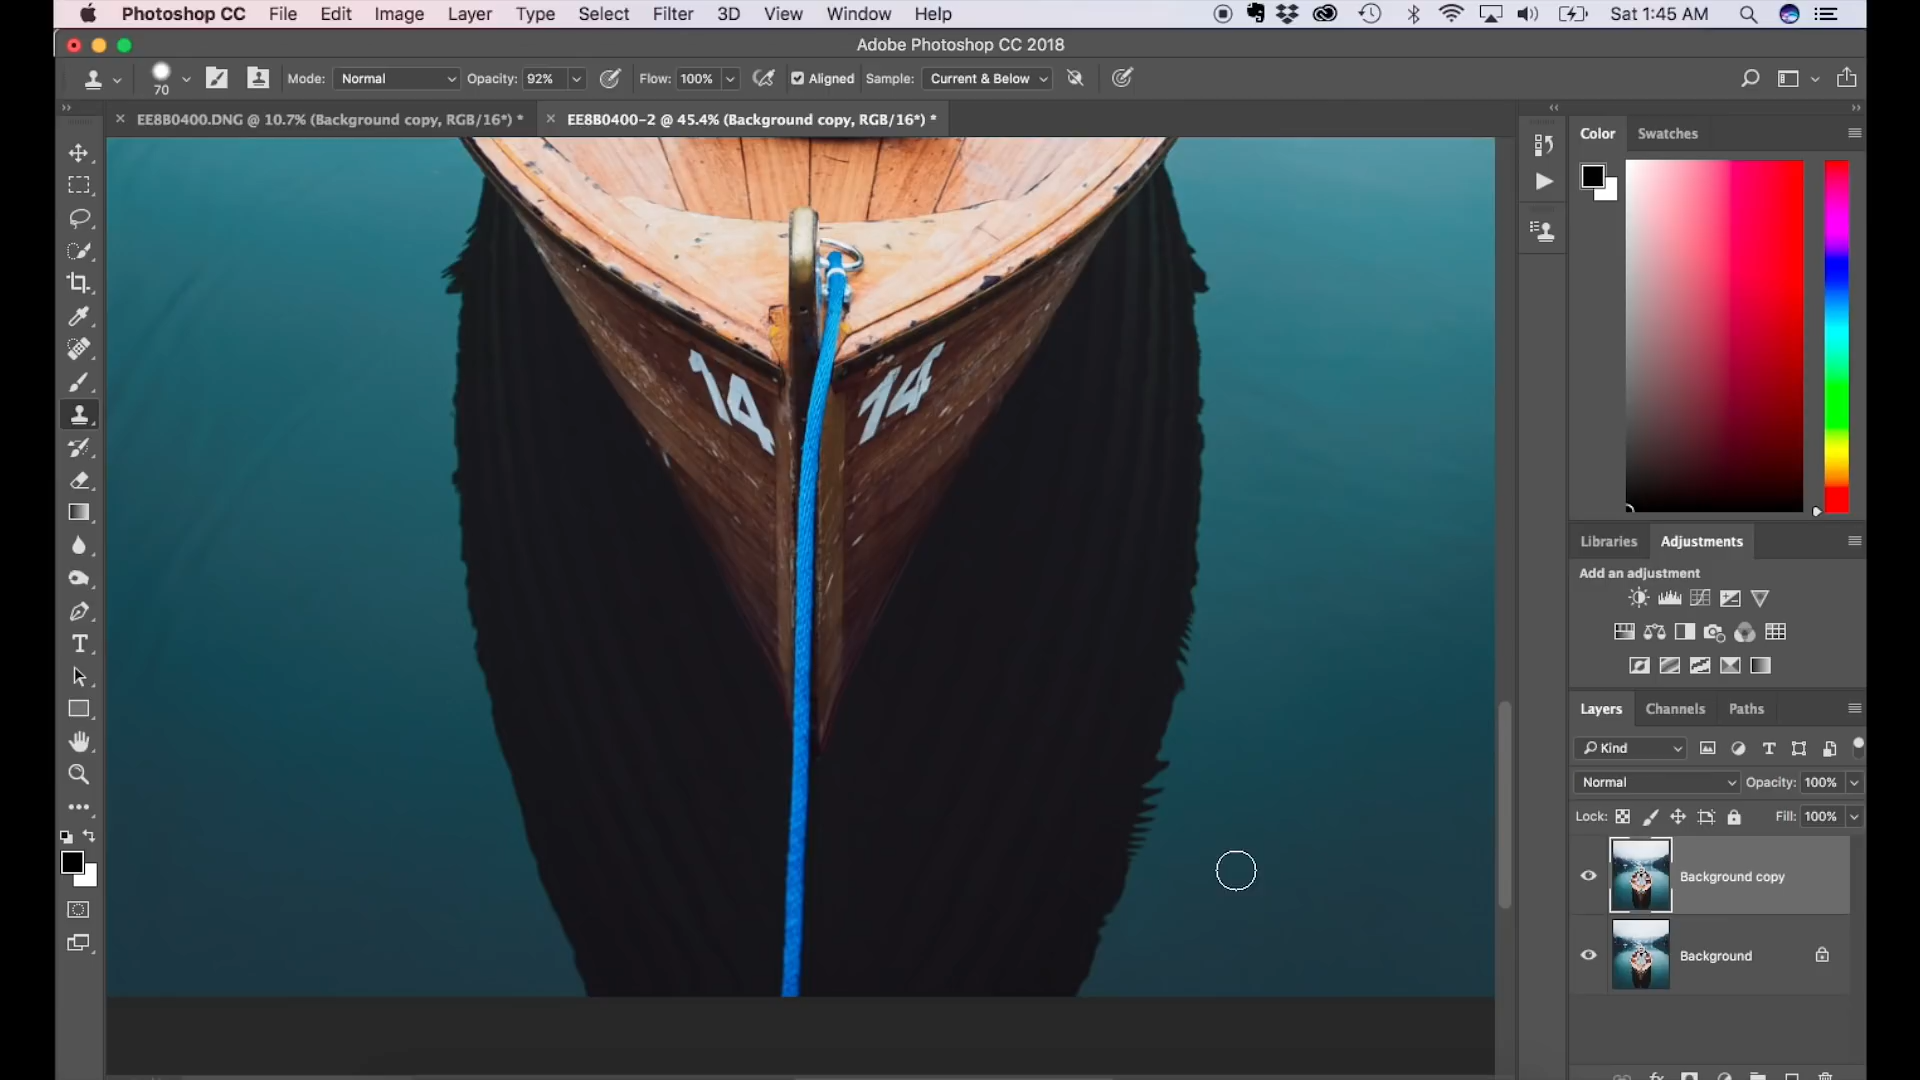 Photoshop CC File Edit Image Layer Type Select Filter 3D View Window Help Sat 1:45 AM
Adobe Photoshop CC 2018
70 Mode: Normal Opacity: 92% Flow: 100% Aligned Sample: Current & Below
EE8B0400.DNG @ 10.7% (Background copy, RGB/16*) * EE8B0400-2 @ 45.4% (Background copy, RGB/16*) *
Color Swatches
14 14
Libraries Adjustments
Add an adjustment
Layers Channels Paths
Kind
Normal Opacity: 100%
Lock: Fill: 100%
Background copy
Background